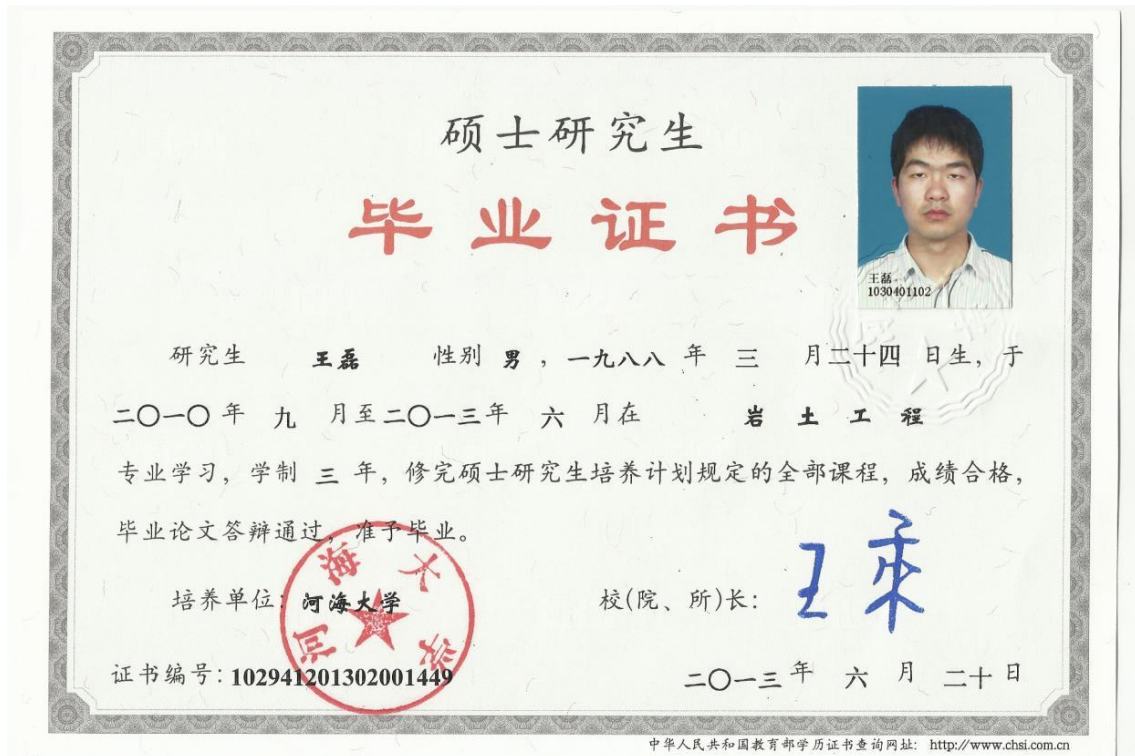 硕士研究生
毕业证书
王磊
1030401102
研究生 王磊 性别 男，一九八八 年 三 月二十四 日生，于
二〇一〇年 九 月至二〇一三年 六 月在 岩土工程
专业学习，学制 三 年，修完硕士研究生培养计划规定的全部课程，成绩合格，
毕业论文答辩通过，准予毕业。
培养单位：河海大学 校(院、所)长：
河海大学
证书编号：102941201302001449 二〇一三年 六 月 二十 日
中华人民共和国教育部学历证书查询网址： http://www.chsi.com.cn